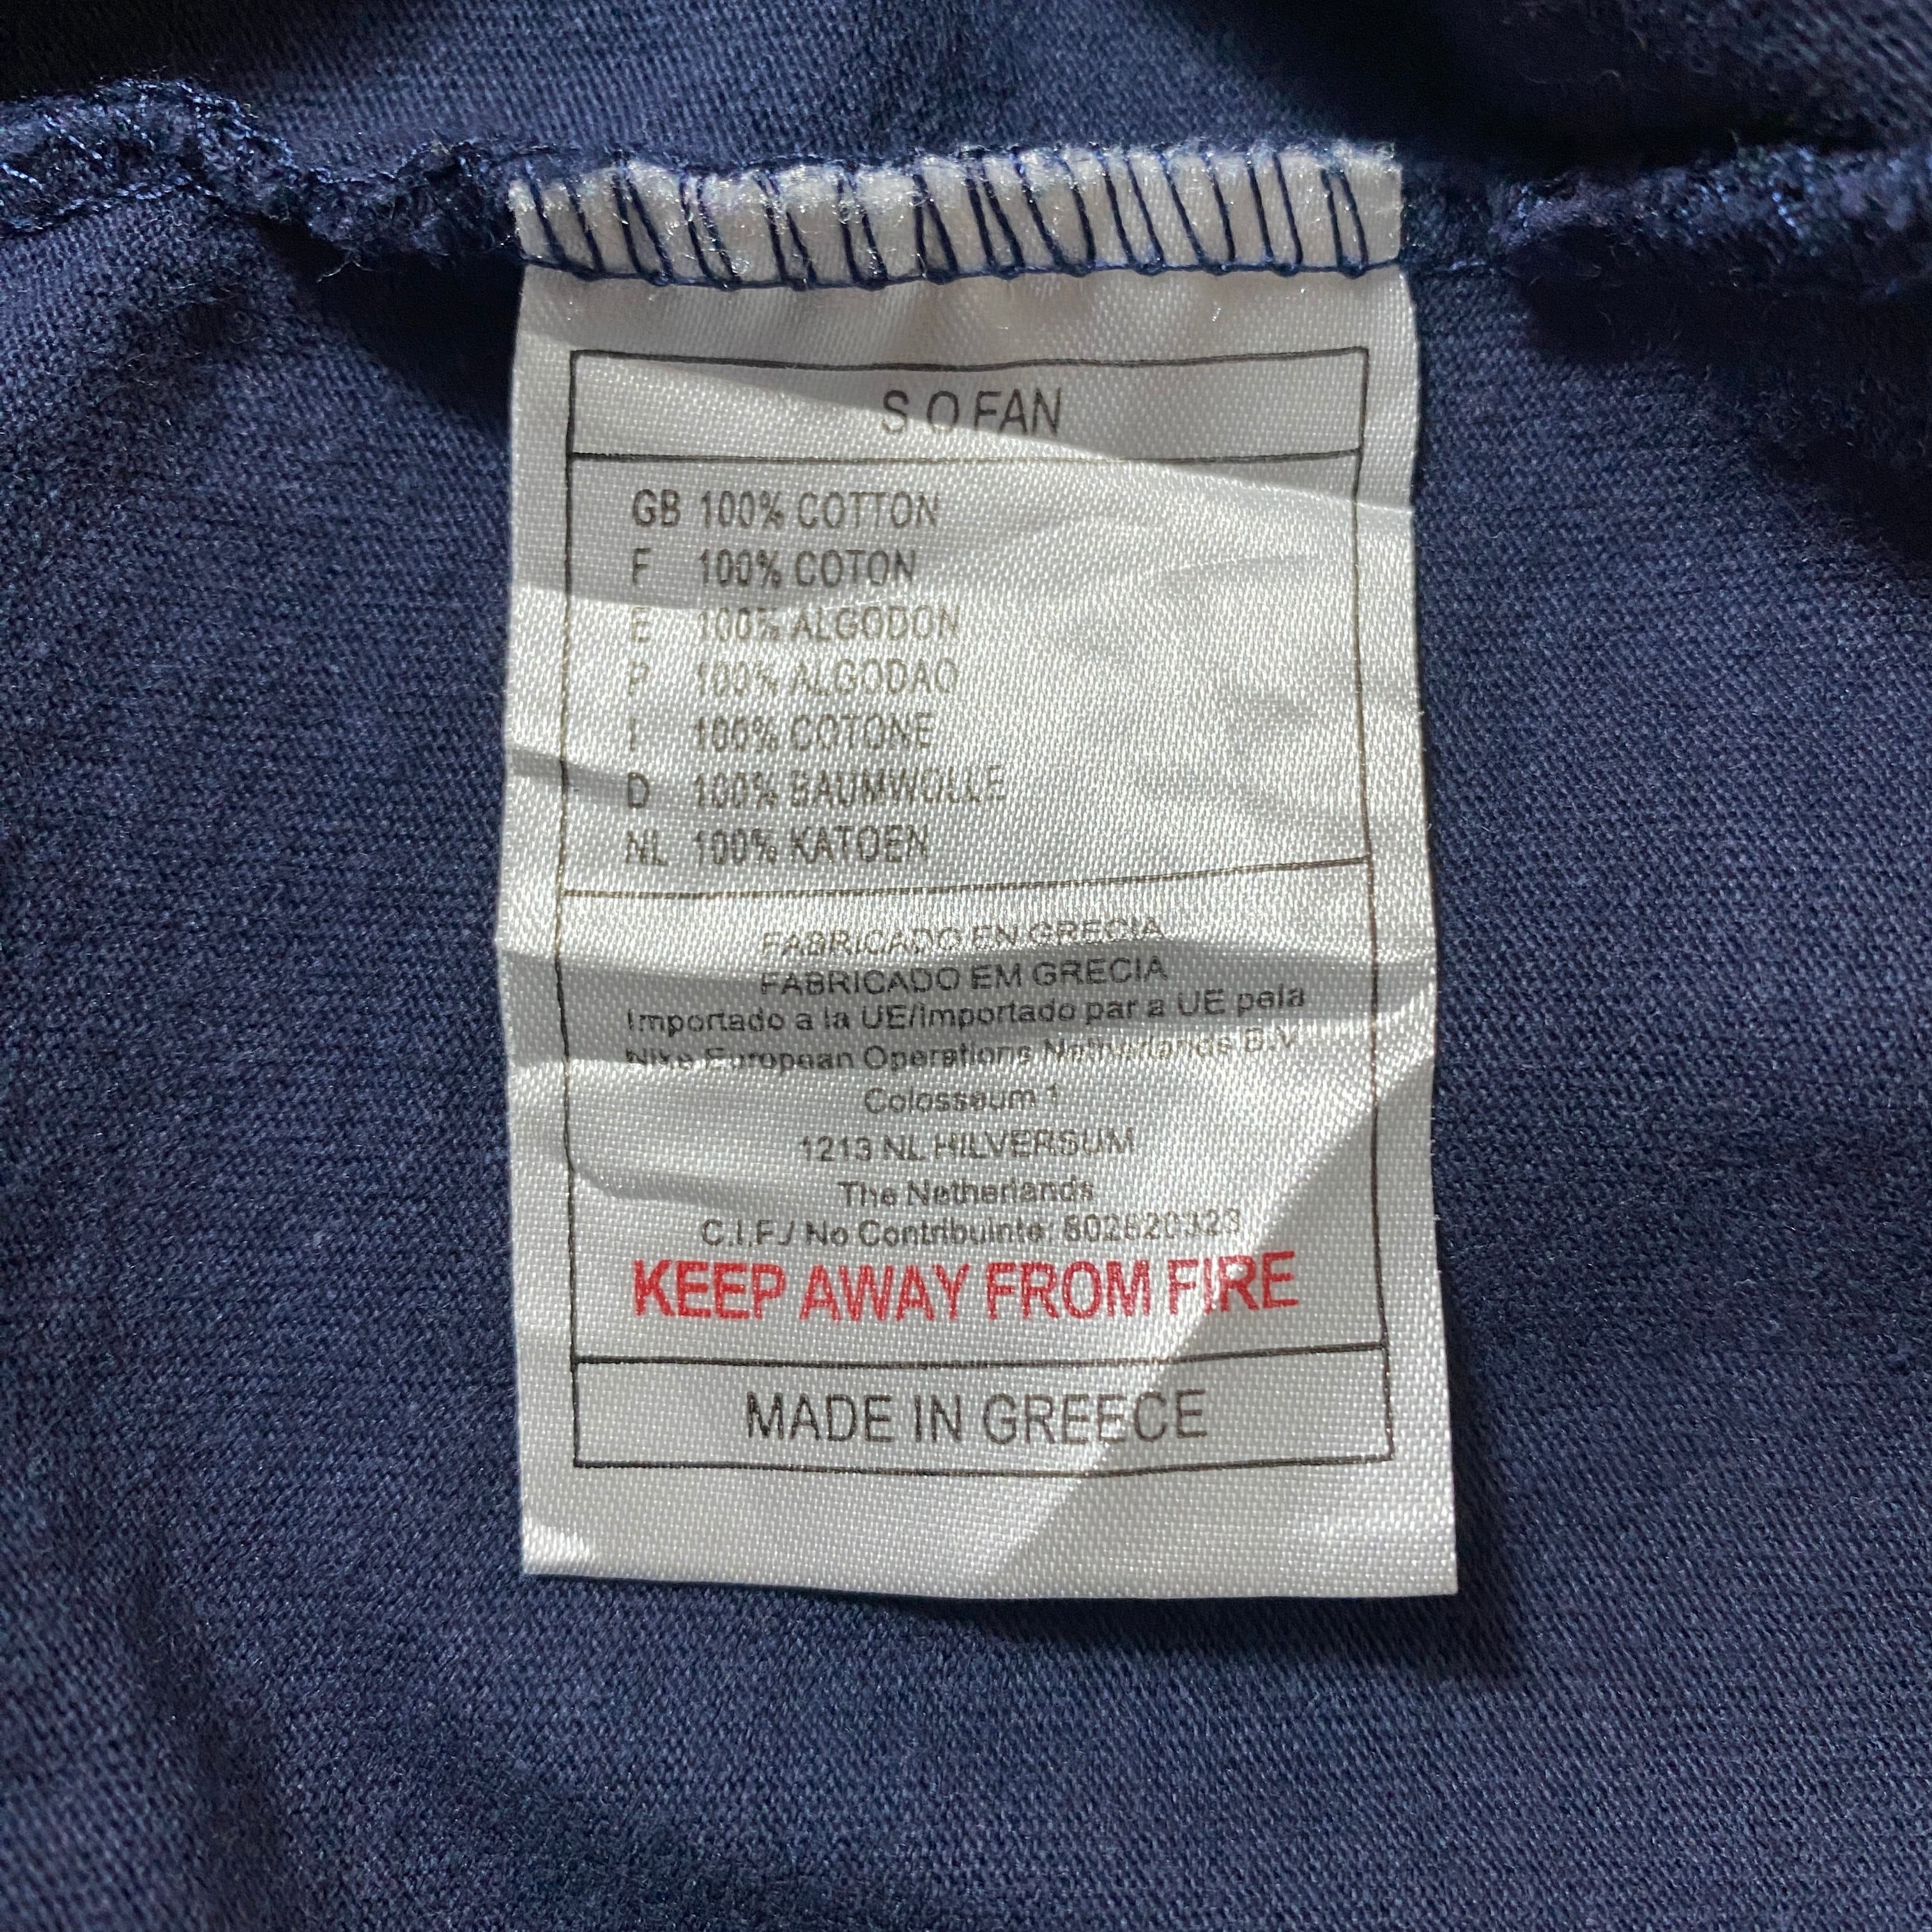 S O FAN
GB 100% COTTON
F 100% COTON
E 100% ALGODON
P 100% ALGODAO
I 100% COTONE
D 100% BAUMWOLLE
NL 100% KATOEN
FABRICADO EN GRECIA
FABRICADO EM GRECIA
Importado a la UE/Importado par a UE pela
Nike European Operations Netherlands B.V.
Colosseum 1
1213 NL HILVERSUM
The Netherlands
C.I.F./ No Contribuinte:
KEEP AWAY FROM FIRE
MADE IN GREECE